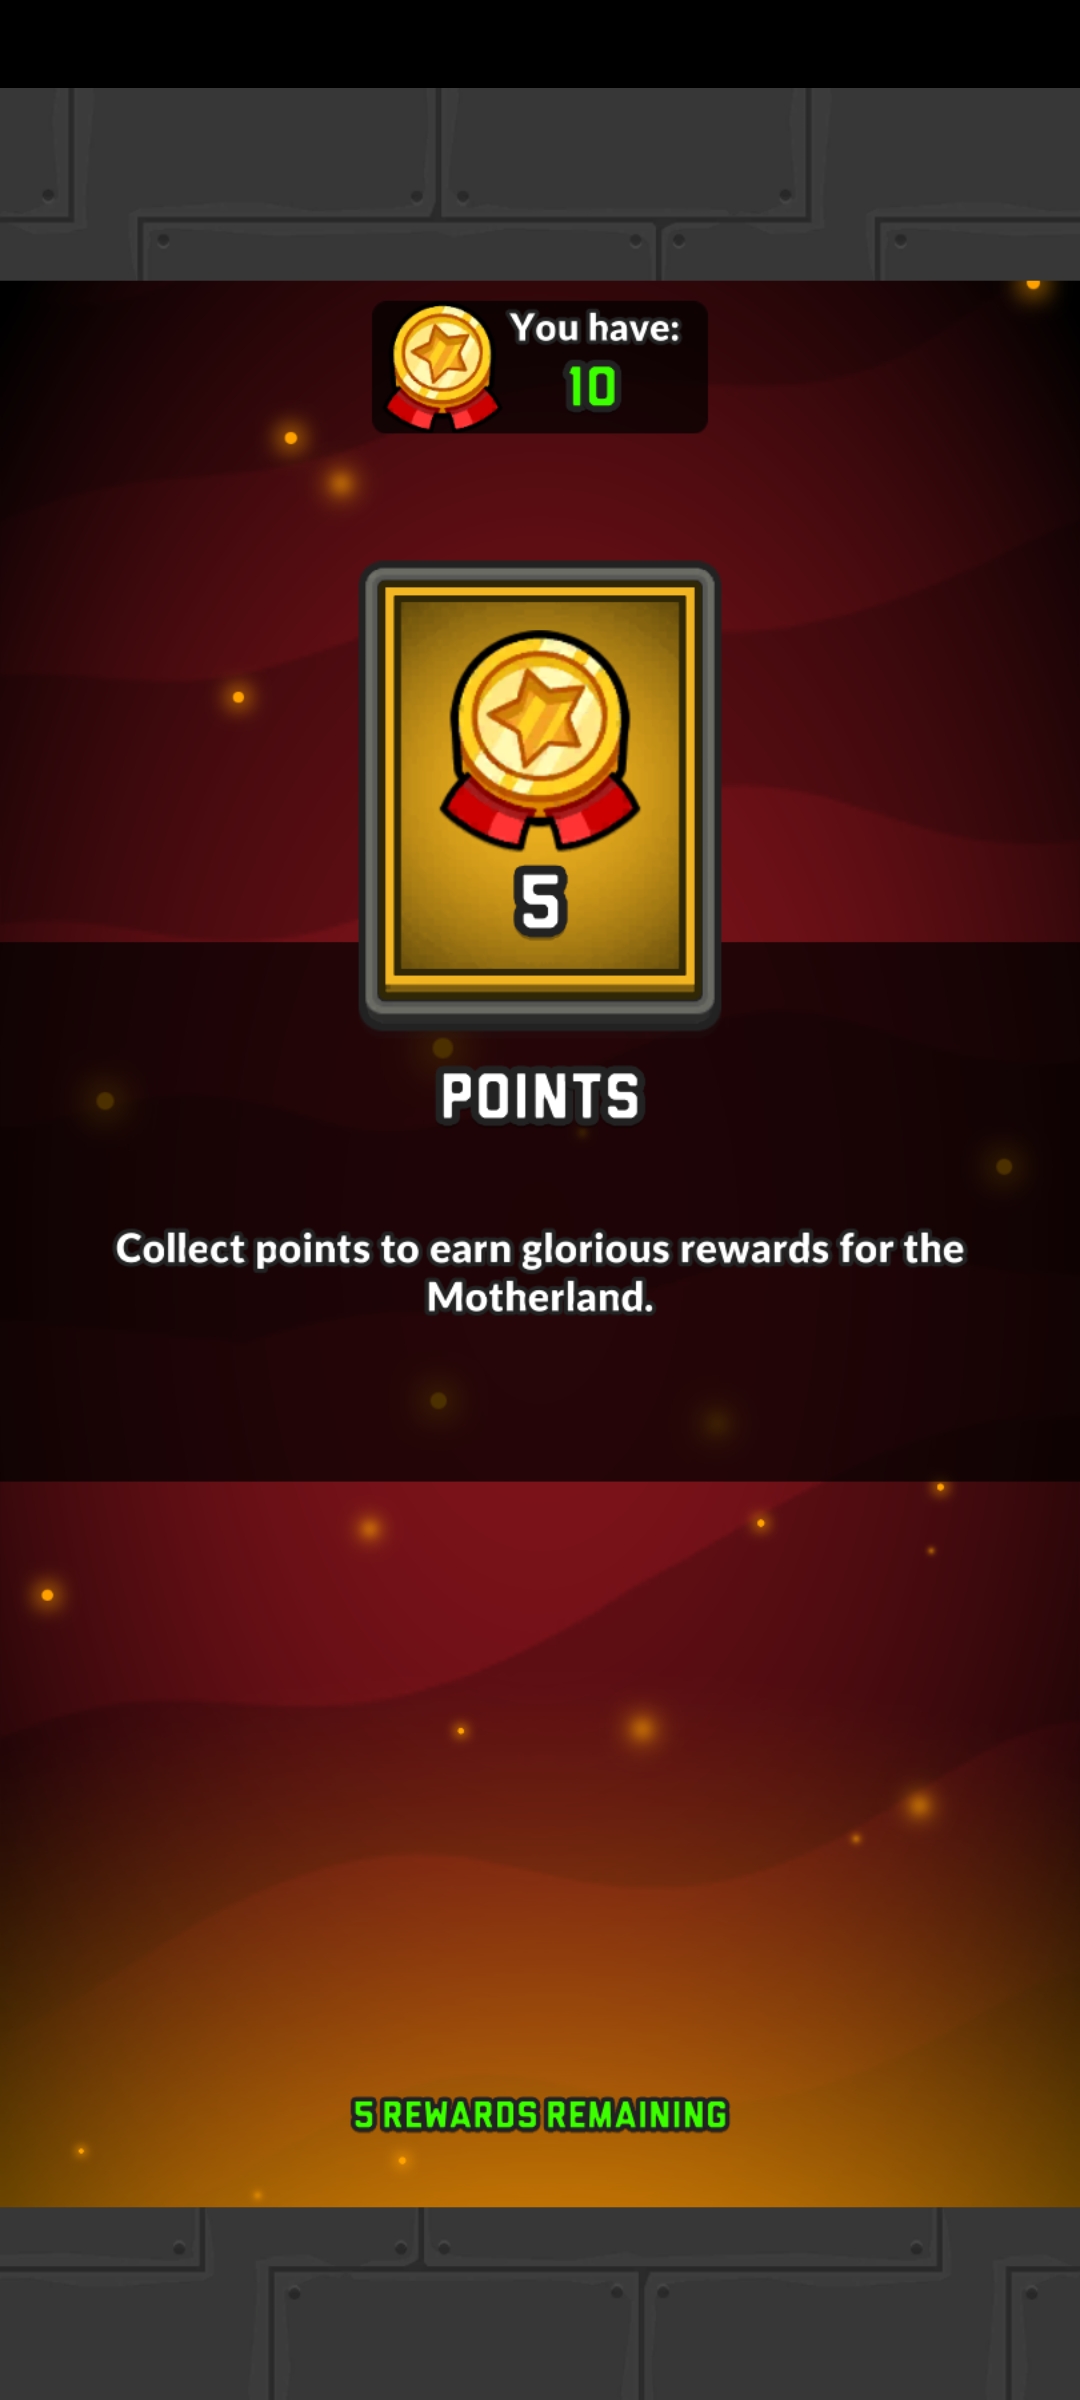 You have:
10
5
POINTS
Collect points to earn glorious rewards for the
Motherland.
5 REWARDS REMAINING